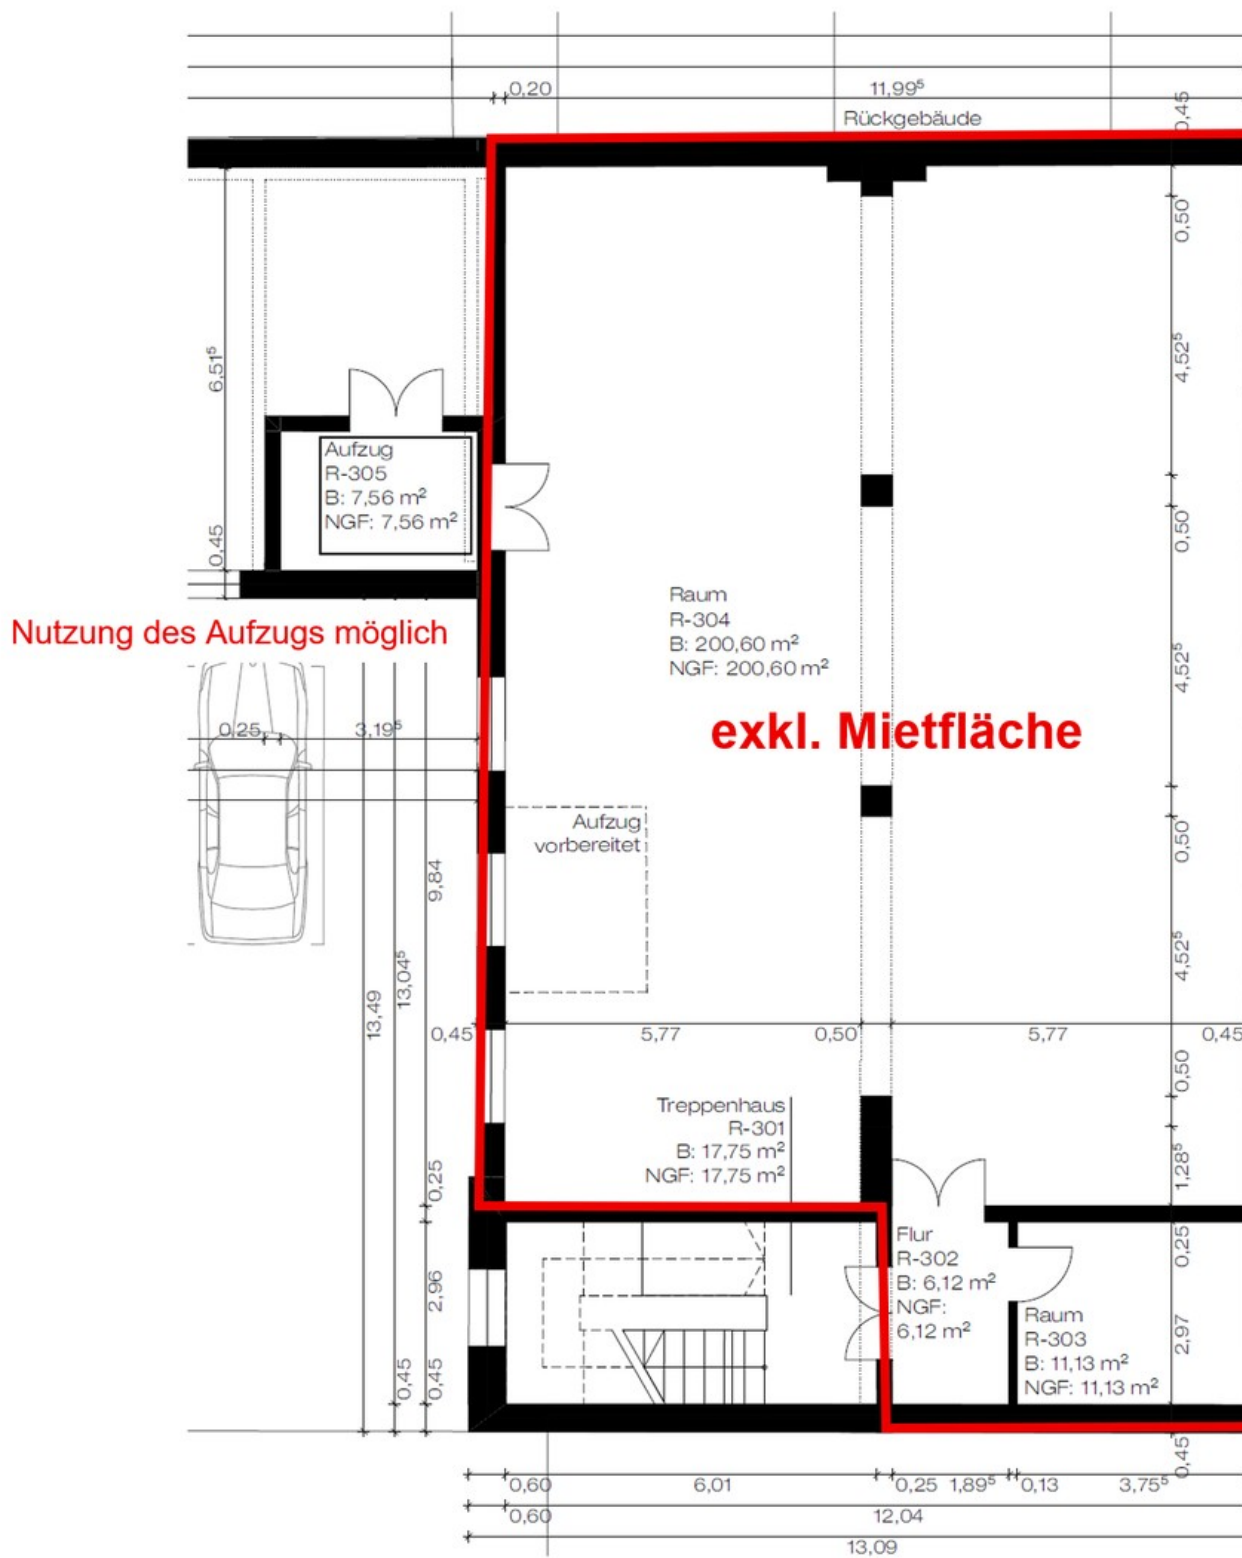 0,20
11,99⁵
Rückgebäude
0,45
0,50
6,51⁵
4,52⁵
Aufzug
R-305
B: 7,56 m²
NGF: 7,56 m²
0,45
0,50
Raum
R-304
B: 200,60 m²
NGF: 200,60 m²
Nutzung des Aufzugs möglich
4,52⁵
exkl. Mietfläche
0,25
3,19⁵
Aufzug
vorbereitet
0,50
9,84
4,52⁵
13,04⁵
13,49
0,45
5,77
0,50
5,77
0,45
0,50
Treppenhaus
R-301
B: 17,75 m²
NGF: 17,75 m²
1,28⁵
0,25
Flur
R-302
B: 6,12 m²
NGF:
6,12 m²
0,25
2,96
Raum
R-303
B: 11,13 m²
NGF: 11,13 m²
2,97
0,45
0,45
0,45
0,60
6,01
0,25
1,89⁵
0,13
3,75⁵
0,60
12,04
13,09